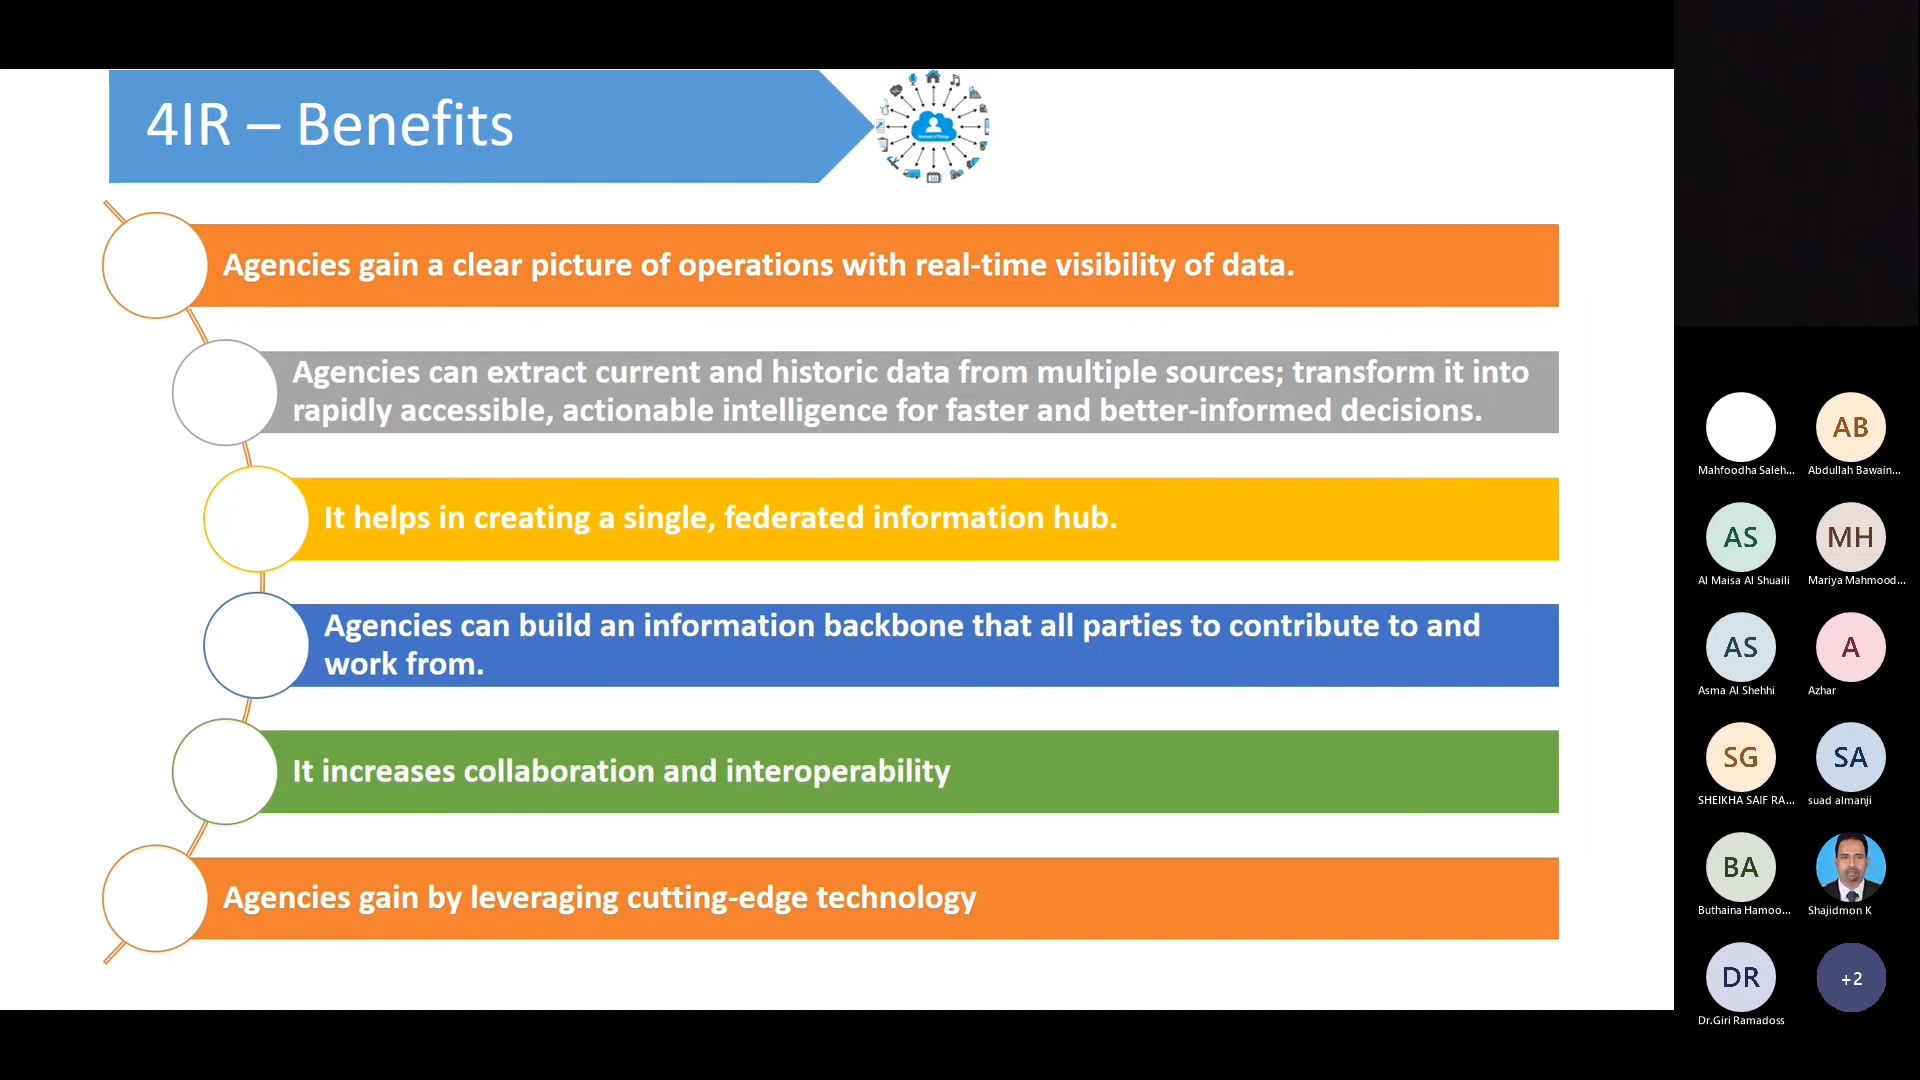 4IR – Benefits
Agencies gain a clear picture of operations with real-time visibility of data.
Agencies can extract current and historic data from multiple sources; transform it into
rapidly accessible, actionable intelligence for faster and better-informed decisions.
It helps in creating a single, federated information hub.
Agencies can build an information backbone that all parties to contribute to and
work from.
It increases collaboration and interoperability
Agencies gain by leveraging cutting-edge technology
AB
Mahfoodha Saleh...
Abdullah Bawain...
AS
MH
Al Maisa Al Shuaili
Mariya Mahmood...
AS
A
Asma Al Shehhi
Azhar
SG
SA
SHEIKHA SAIF RA...
suad almanji
BA
Buthaina Hamoo...
Shajidmon K
DR
+2
Dr.Giri Ramadoss